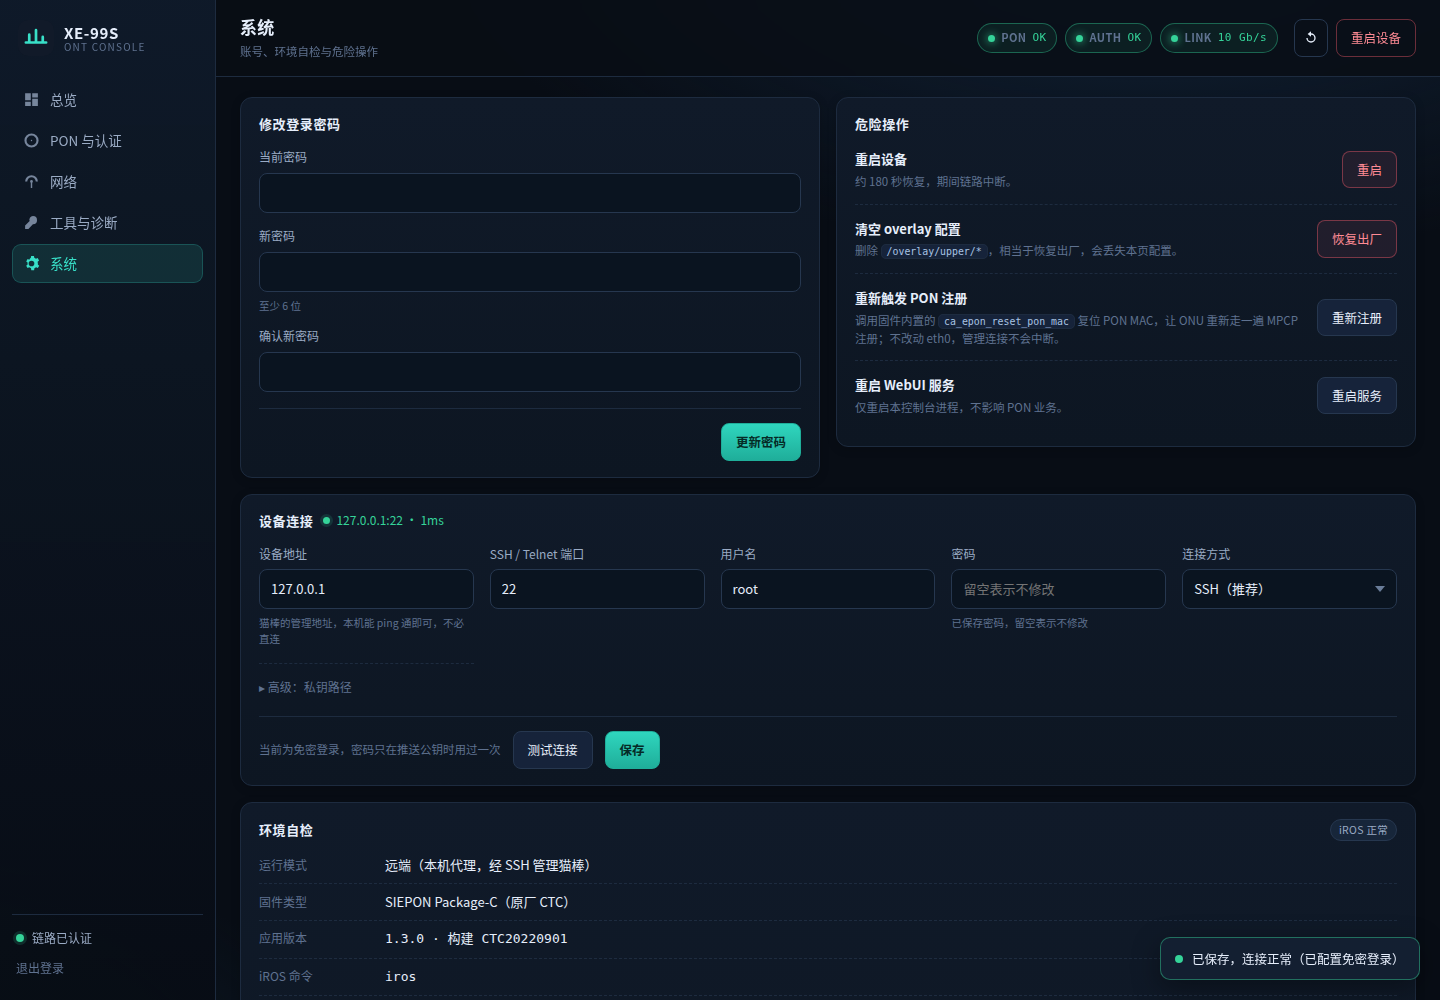 XE-99S
ONT CONSOLE
总览
PON 与认证
网络
工具与诊断
系统
链路已认证
退出登录
系统
账号、环境自检与危险操作
PON OK
AUTH OK
LINK 10 Gb/s
重启设备
修改登录密码
当前密码
新密码
至少 6 位
确认新密码
更新密码
危险操作
重启设备
约 180 秒恢复，期间链路中断。
重启
清空 overlay 配置
删除 /overlay/upper/*，相当于恢复出厂，会丢失本页配置。
恢复出厂
重新触发 PON 注册
调用固件内置的 ca_epon_reset_pon_mac 复位 PON MAC，让 ONU 重新走一遍 MPCP
注册；不改动 eth0，管理连接不会中断。
重新注册
重启 WebUI 服务
仅重启本控制台进程，不影响 PON 业务。
重启服务
设备连接 127.0.0.1:22 · 1ms
设备地址
127.0.0.1
猫棒的管理地址，本机能 ping 通即可，不必
直连
SSH / Telnet 端口
22
用户名
root
密码
留空表示不修改
已保存密码，留空表示不修改
连接方式
SSH（推荐）
▸ 高级：私钥路径
当前为免密登录，密码只在推送公钥时用过一次
测试连接
保存
环境自检
iROS 正常
运行模式 远端（本机代理，经 SSH 管理猫棒）
固件类型 SIEPON Package-C（原厂 CTC）
应用版本 1.3.0 · 构建 CTC20220901
iROS 命令 iros
已保存，连接正常（已配置免密登录）